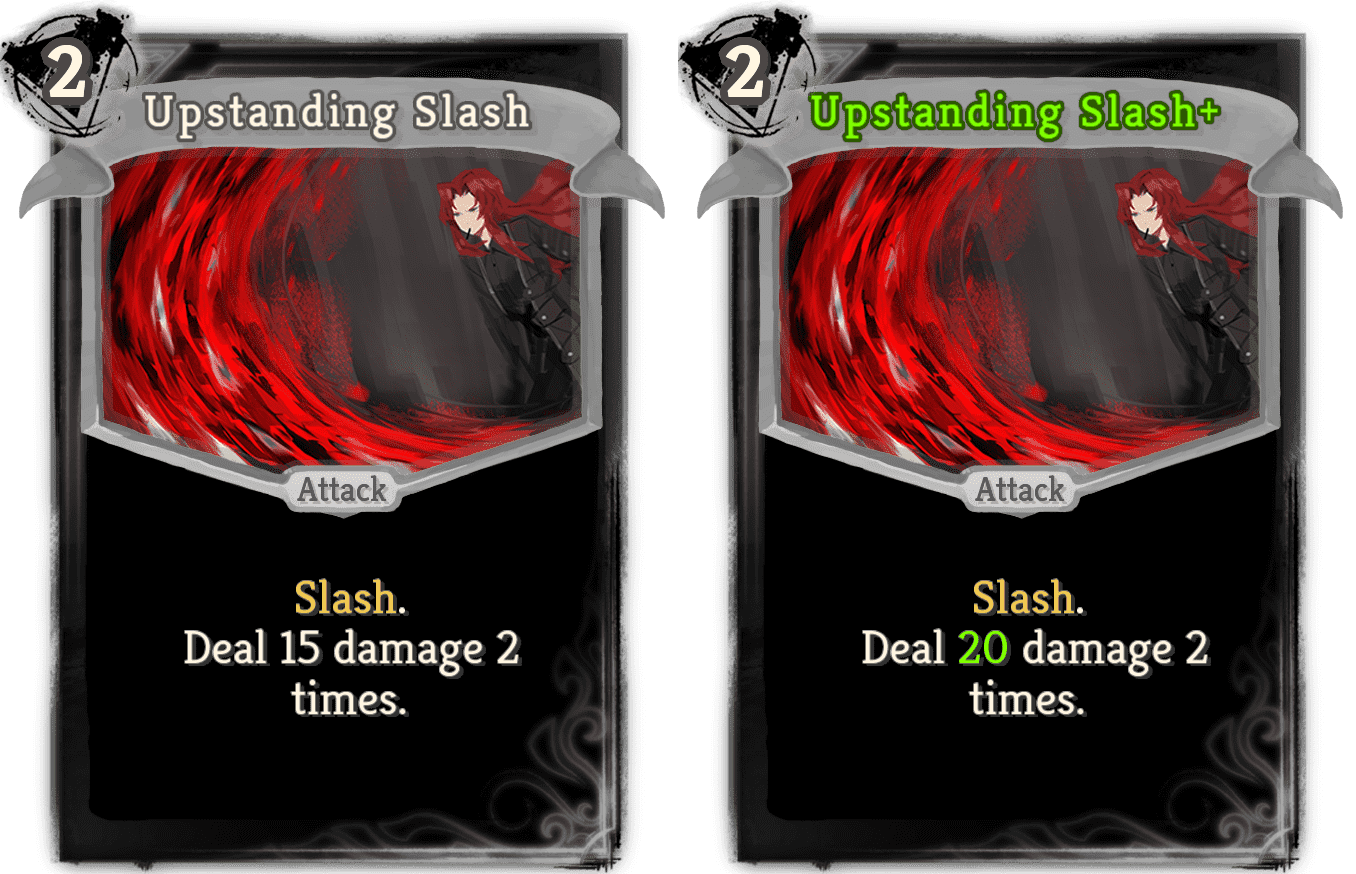 2
Upstanding Slash
Attack
Slash.
Deal 15 damage 2
times.
2
Upstanding Slash+
Attack
Slash.
Deal 20 damage 2
times.